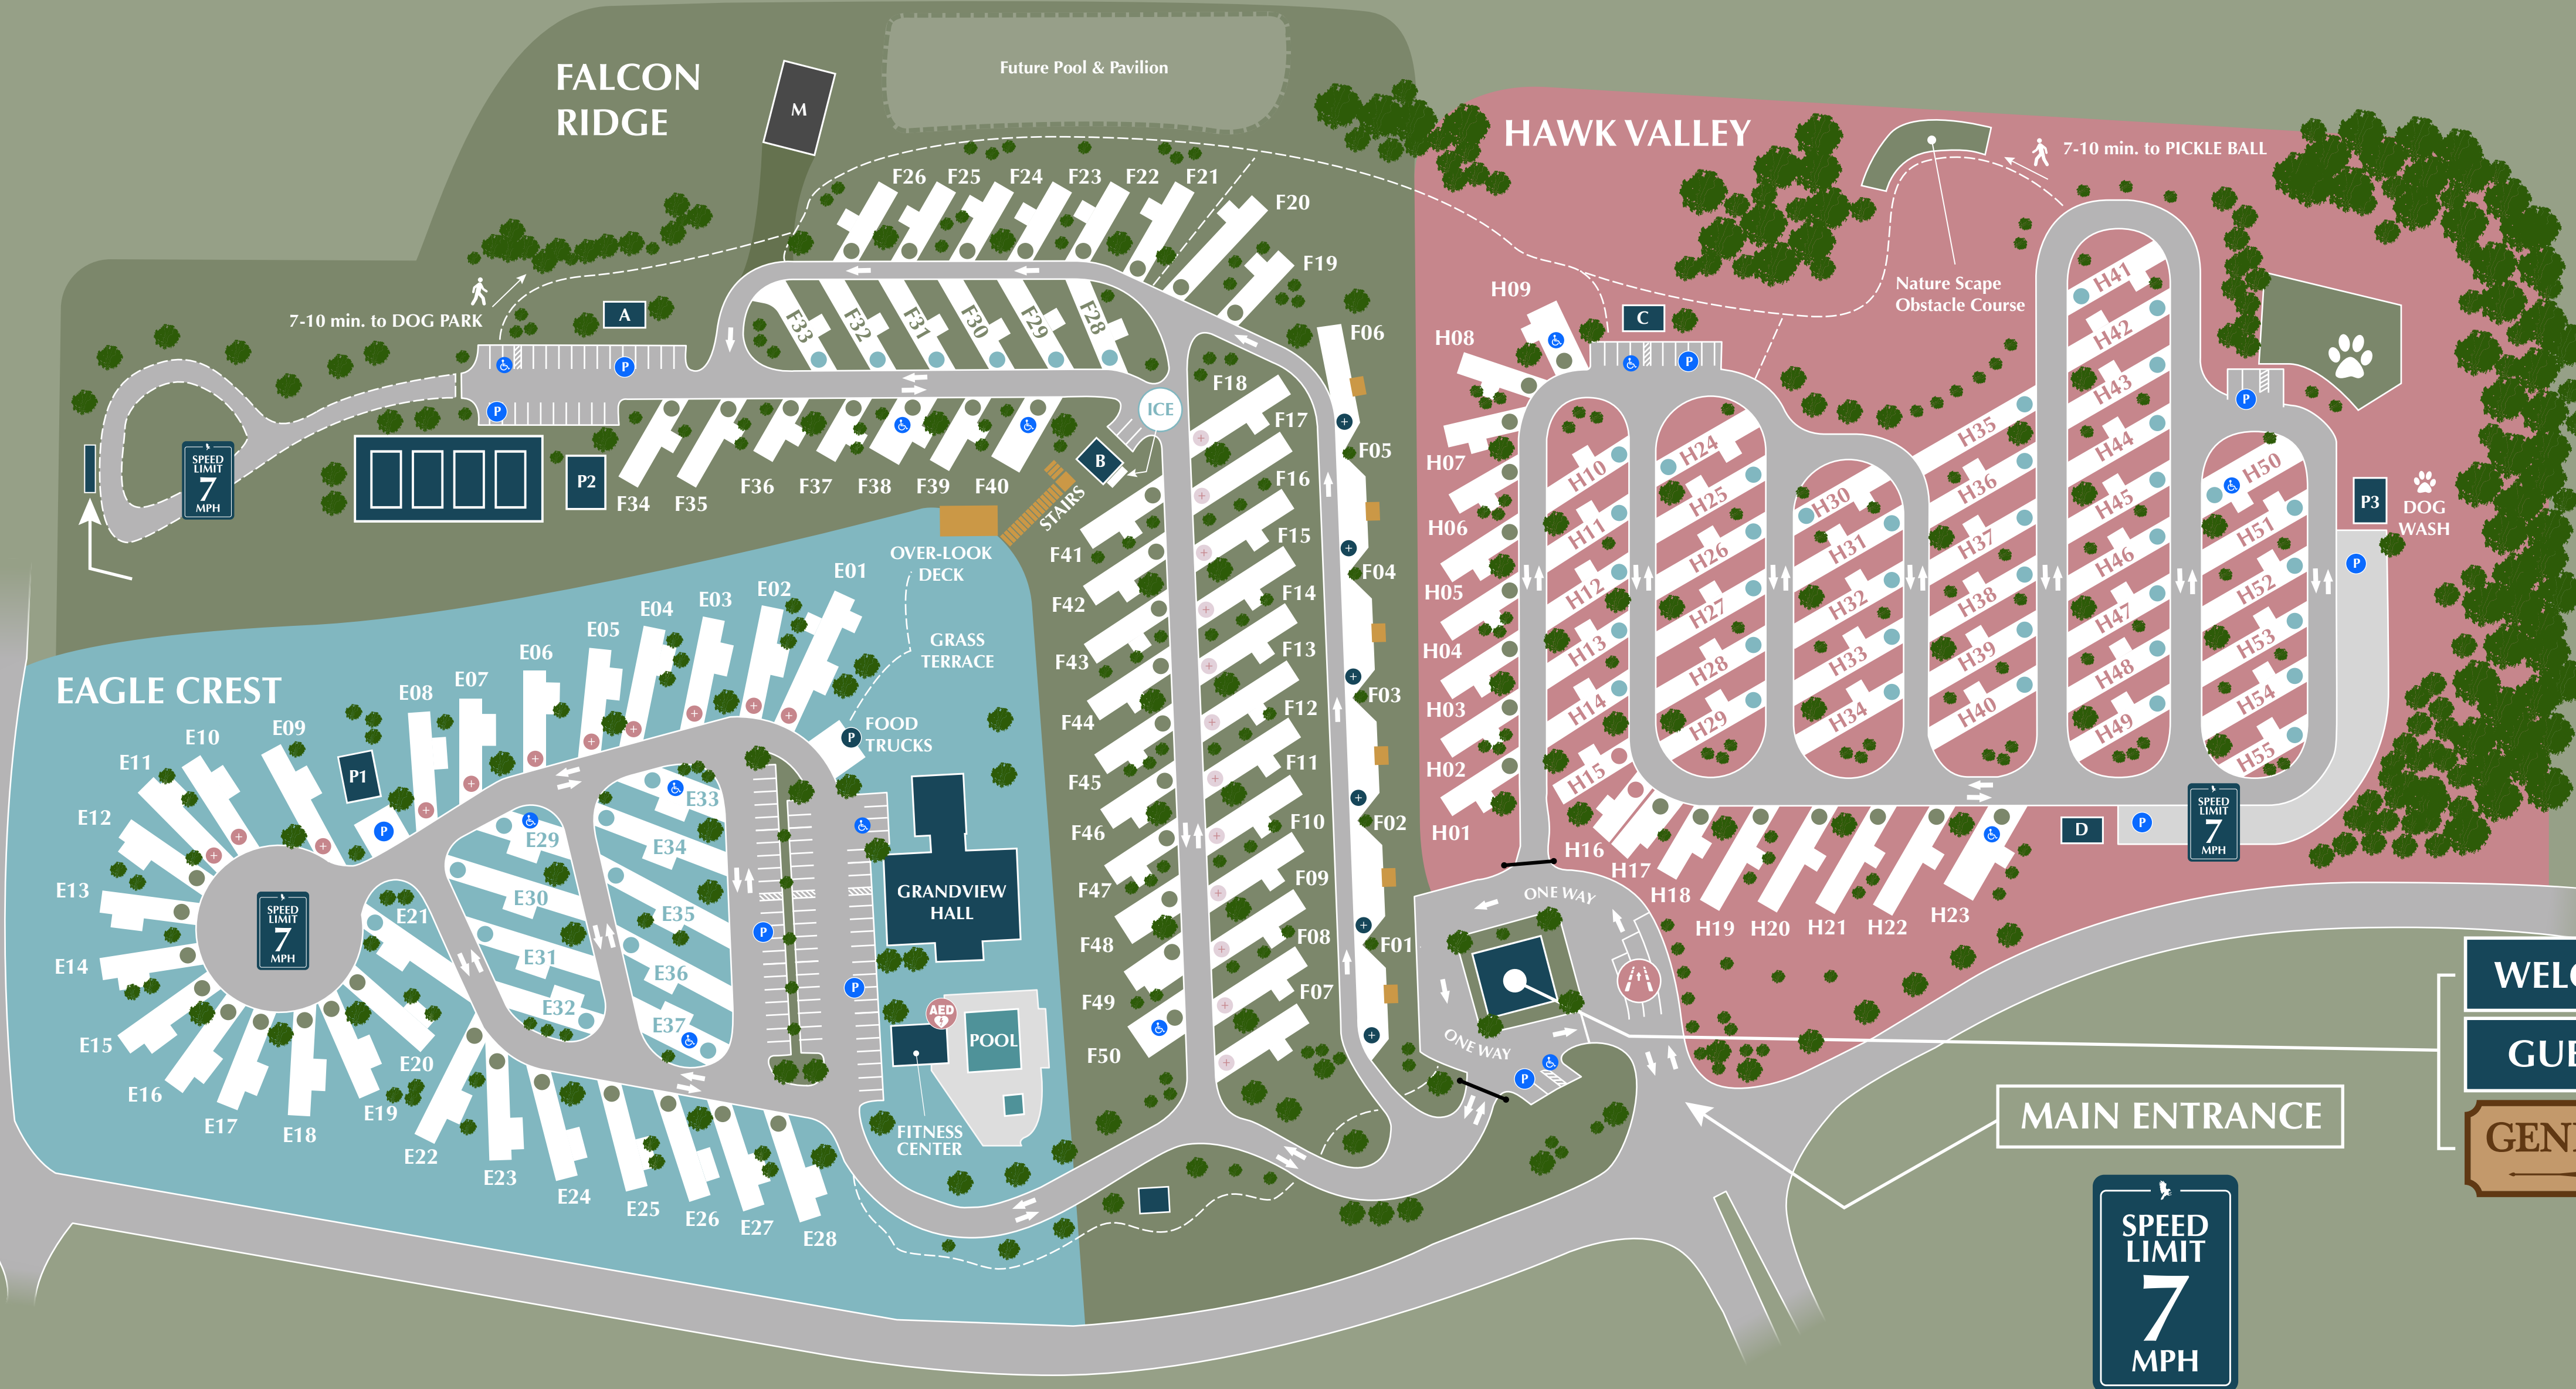 FALCON
RIDGE
M
Future Pool & Pavilion
HAWK VALLEY
7-10 min. to PICKLE BALL
Nature Scape
Obstacle Course
F26
F25
F24
F23
F22
F21
F20
F19
F33
F32
F31
F30
F29
F28
7-10 min. to DOG PARK
A
P
P
SPEED
LIMIT
7
MPH
P2
F34
F35
F36
F37
F38
F39
F40
ICE
B
STAIRS
OVER-LOOK
DECK
GRASS
TERRACE
FOOD
TRUCKS
P
F18
F17
F16
F15
F14
F13
F12
F11
F10
F09
F08
F07
F06
F05
F04
F03
F02
F01
F41
F42
F43
F44
F45
F46
F47
F48
F49
F50
EAGLE CREST
E01
E02
E03
E04
E05
E06
E07
E08
E09
E10
E11
E12
E13
E14
E15
E16
E17
E18
E19
E20
E21
E22
E23
E24
E25
E26
E27
E28
E29
E30
E31
E32
E33
E34
E35
E36
E37
P1
P
SPEED
LIMIT
7
MPH
P
P
GRANDVIEW
HALL
AED
POOL
FITNESS
CENTER
H09
H08
H07
H06
H05
H04
H03
H02
H01
C
P
H10
H11
H12
H13
H14
H15
H16
H17
H18
H19
H20
H21
H22
H23
H24
H25
H26
H27
H28
H29
H30
H31
H32
H33
H34
H35
H36
H37
H38
H39
H40
H41
H42
H43
H44
H45
H46
H47
H48
H49
H50
H51
H52
H53
H54
H55
P
P3
DOG
WASH
P
D
P
SPEED
LIMIT
7
MPH
ONE WAY
ONE WAY
P
MAIN ENTRANCE
WELC
GUE
GEN
SPEED
LIMIT
7
MPH